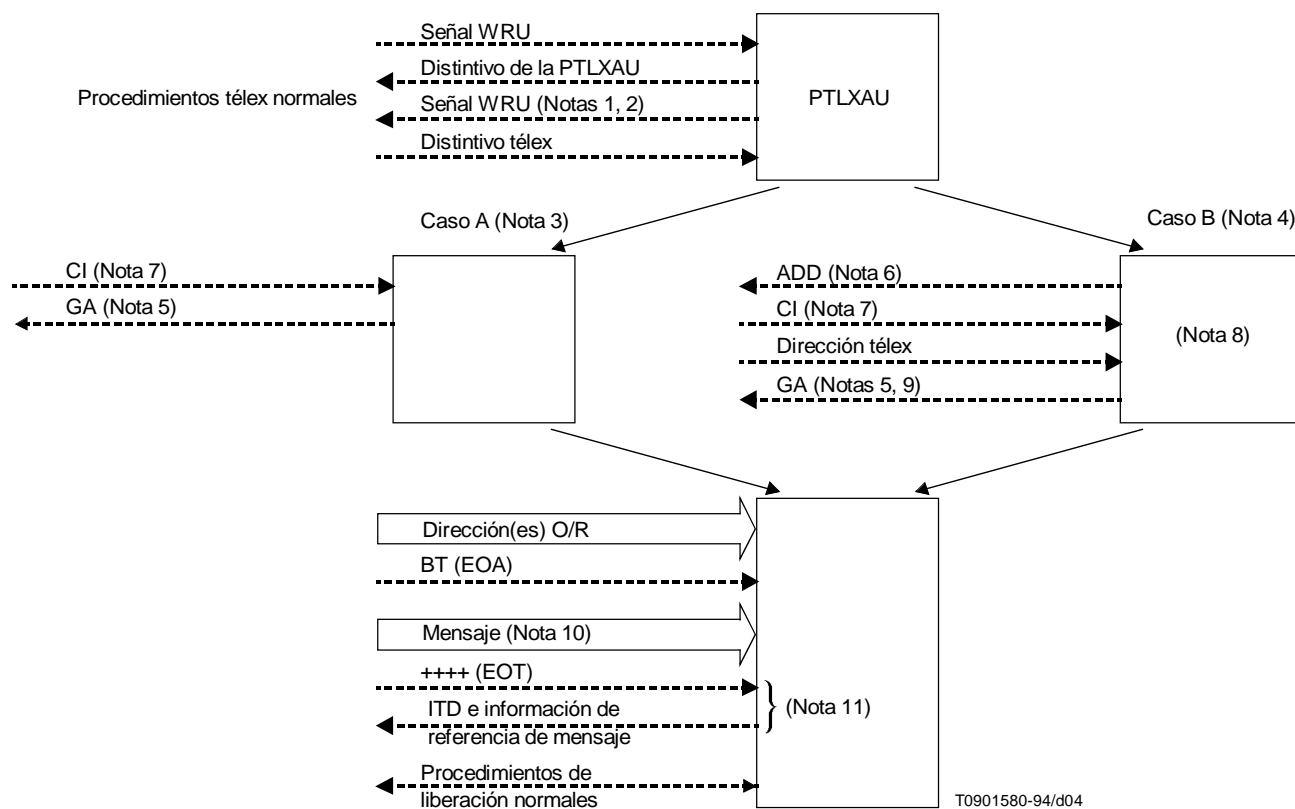 Señal WRU
Distintivo de la PTLXAU
Procedimientos télex normales
PTLXAU
Señal WRU (Notas 1, 2)
Distintivo télex
Caso A (Nota 3)
Caso B (Nota 4)
CI (Nota 7)
GA (Nota 5)
ADD (Nota 6)
CI (Nota 7)
Dirección télex
GA (Notas 5, 9)
(Nota 8)
Dirección(es) O/R
BT (EOA)
Mensaje (Nota 10)
++++ (EOT)
ITD e información de
referencia de mensaje
(Nota 11)
Procedimientos de
liberación normales
T0901580-94/d04